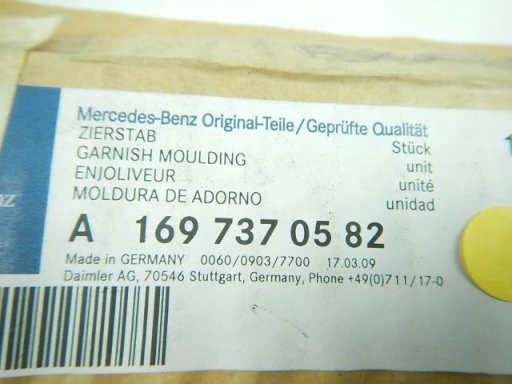 Mercedes-Benz Original-Teile/Geprüfte Qualität
ZIERSTAB Stück
GARNISH MOULDING unit
ENJOLIVEUR unité
MOLDURA DE ADORNO unidad
A 169 737 05 82
Made in GERMANY 0060/0903/7700 17.03.09
Daimler AG, 70546 Stuttgart, Germany, Phone +49(0)711/17-0